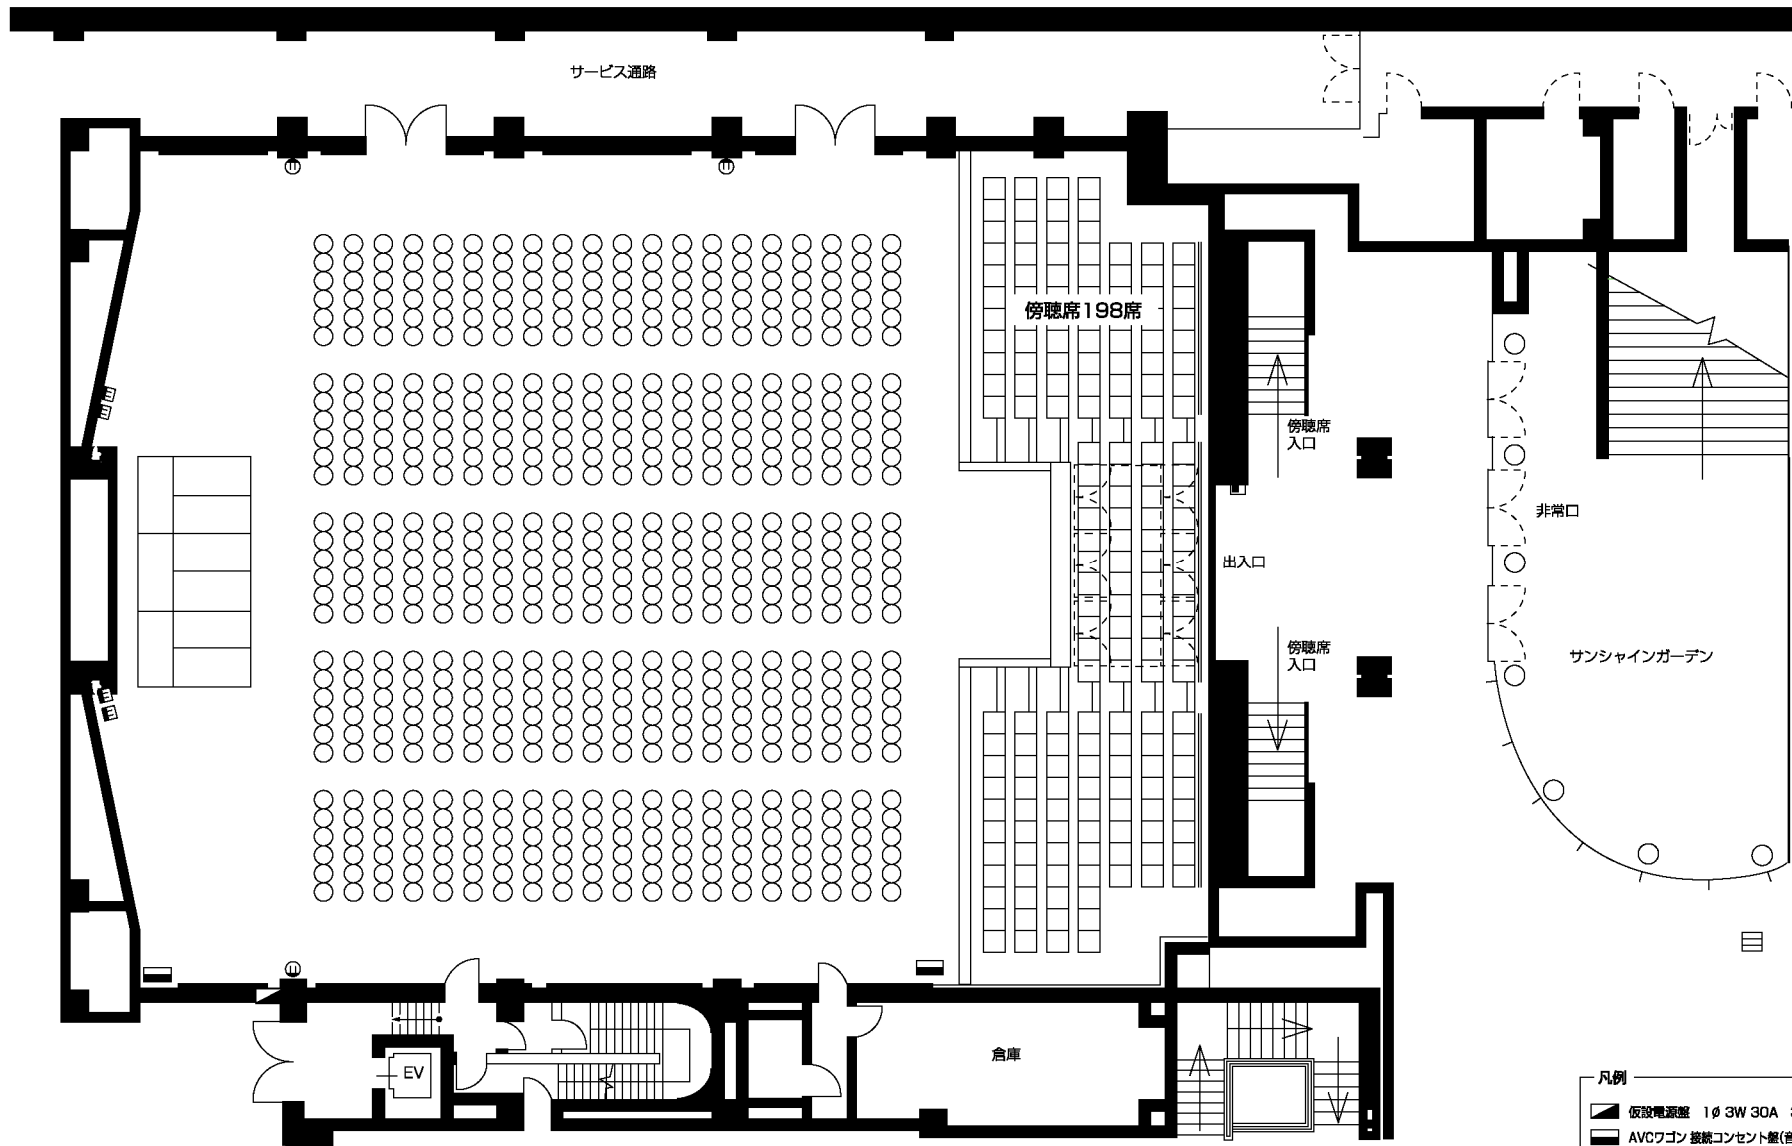 サービス通路
傍聴席198席
傍聴席
入口
非常口
出入口
傍聴席
入口
サンシャインガーデン
倉庫
EV
凡例
仮設電源盤 1φ 3W 30A
AVCワゴン 接続コンセント盤